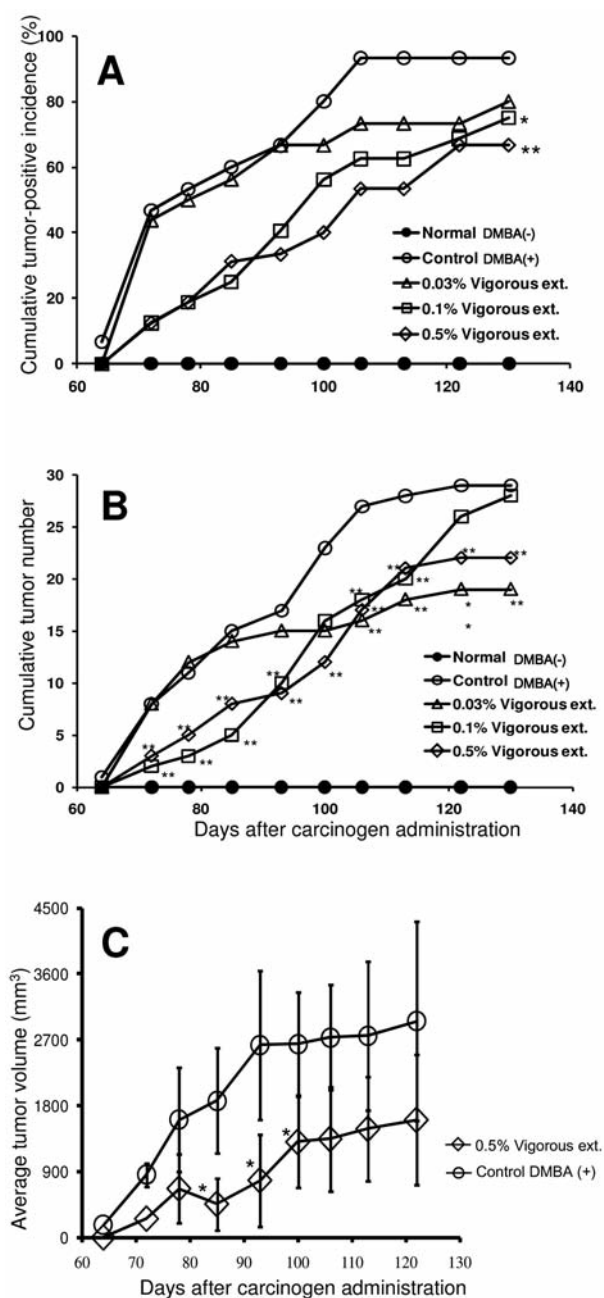 A
Cumulative tumor-positive incidence (%)
100
80
60
40
20
0
60
80
100
120
140
*
**
Normal DMBA(-)
Control DMBA(+)
0.03% Vigorous ext.
0.1% Vigorous ext.
0.5% Vigorous ext.
B
Cumulative tumor number
30
25
20
15
10
5
0
60
80
100
120
140
Days after carcinogen administration
** ** ** ** ** ** ** **
** ** ** ** ** ** ** * **
*
Normal DMBA(-)
Control DMBA(+)
0.03% Vigorous ext.
0.1% Vigorous ext.
0.5% Vigorous ext.
C
Average tumor volume (mm³)
4500
3600
2700
1800
900
0
60
70
80
90
100
110
120
130
Days after carcinogen administration
* * *
0.5% Vigorous ext.
Control DMBA (+)